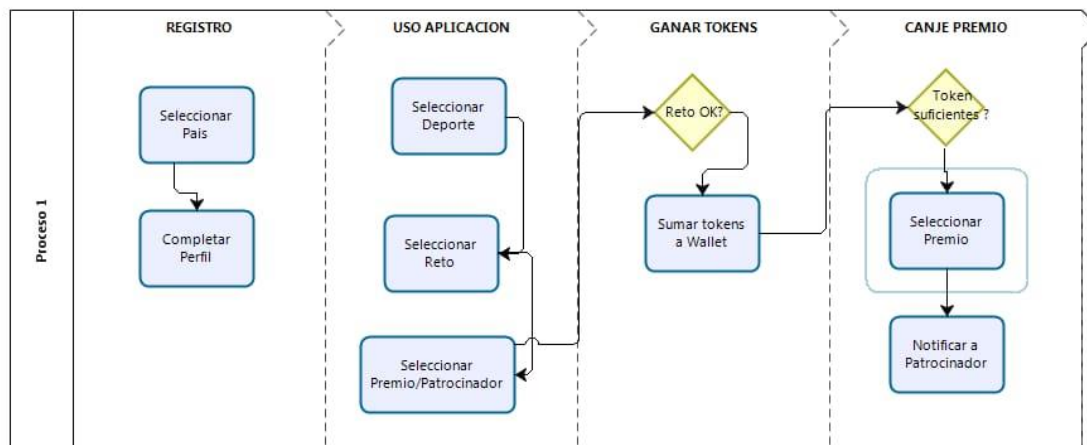 REGISTRO
USO APLICACION
GANAR TOKENS
CANJE PREMIO
Proceso 1
Seleccionar
Pais
Completar
Perfil
Seleccionar
Deporte
Seleccionar
Reto
Seleccionar
Premio/Patrocinador
Reto OK?
Sumar tokens
a Wallet
Token
suficientes ?
Seleccionar
Premio
Notificar a
Patrocinador